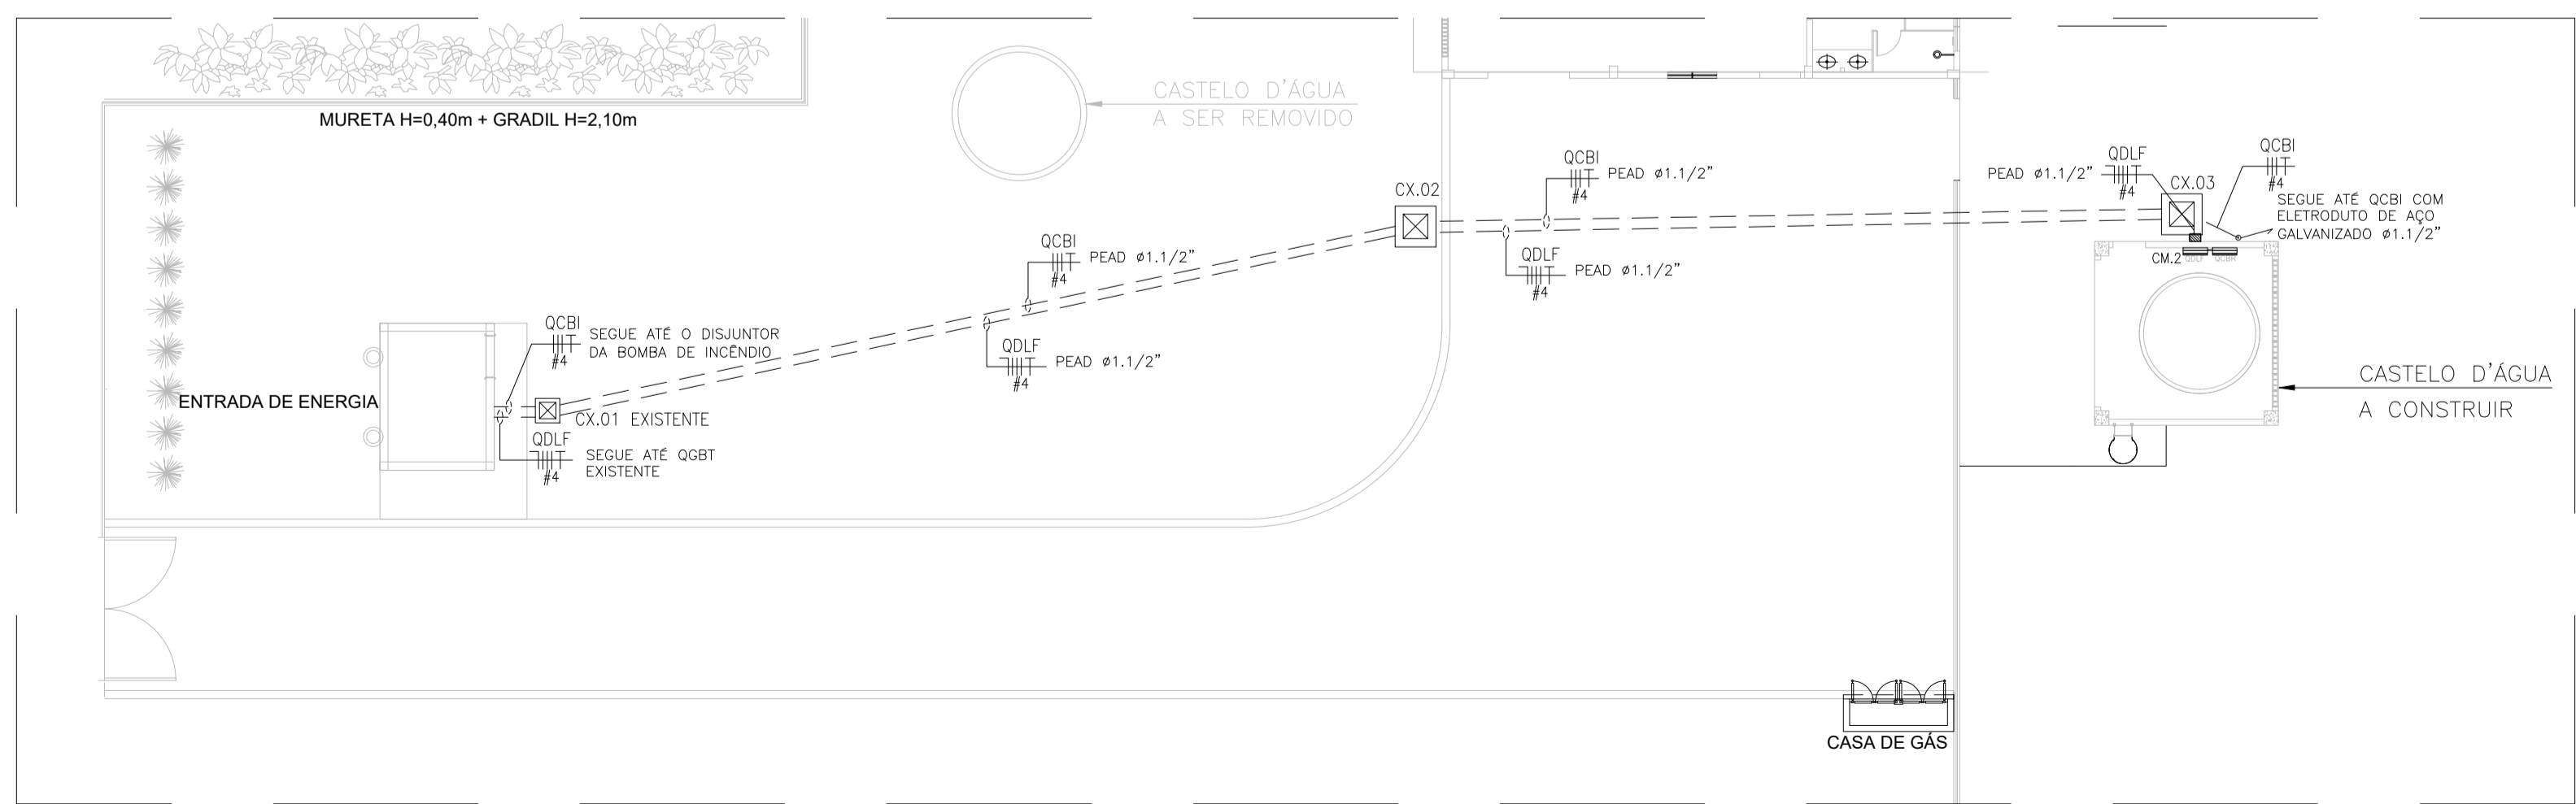 MURETA H=0,40m + GRADIL H=2,10m
CASTELO D'ÁGUA
A SER REMOVIDO
QCBI
#4
PEAD ø1.1/2"
CX.02
QDLF
#4
PEAD ø1.1/2"
PEAD ø1.1/2"
QDLF
#4
CX.03
QCBI
#4
SEGUE ATÉ QCBI COM
ELETRODUTO DE AÇO
GALVANIZADO ø1.1/2"
CM.2
QDLF
QCBI
#4
PEAD ø1.1/2"
QDLF
#4
PEAD ø1.1/2"
QCBI
#4
SEGUE ATÉ O DISJUNTOR
DA BOMBA DE INCÊNDIO
ENTRADA DE ENERGIA
CX.01 EXISTENTE
QDLF
#4
SEGUE ATÉ QGBT
EXISTENTE
CASTELO D'ÁGUA
A CONSTRUIR
CASA DE GÁS